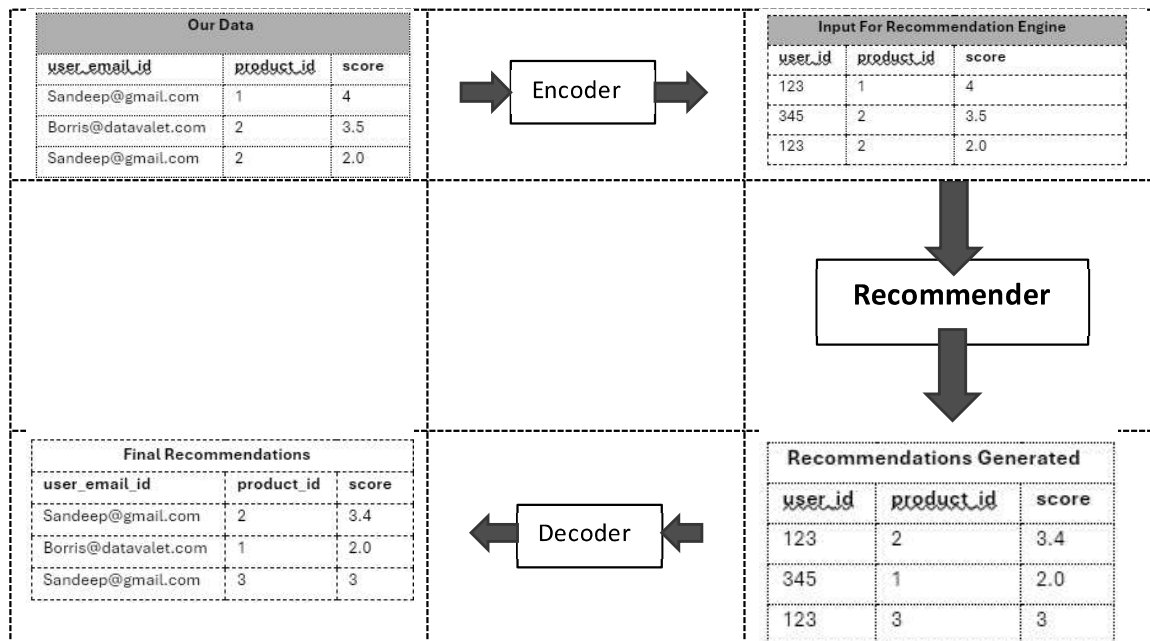 Our Data
user_email_id product_id score
Sandeep@gmail.com 1 4
Borris@datavalet.com 2 3.5
Sandeep@gmail.com 2 2.0
Encoder
Input For Recommendation Engine
user_id product_id score
123 1 4
345 2 3.5
123 2 2.0
Recommender
Final Recommendations
user_email_id product_id score
Sandeep@gmail.com 2 3.4
Borris@datavalet.com 1 2.0
Sandeep@gmail.com 3 3
Decoder
Recommendations Generated
user_id product_id score
123 2 3.4
345 1 2.0
123 3 3